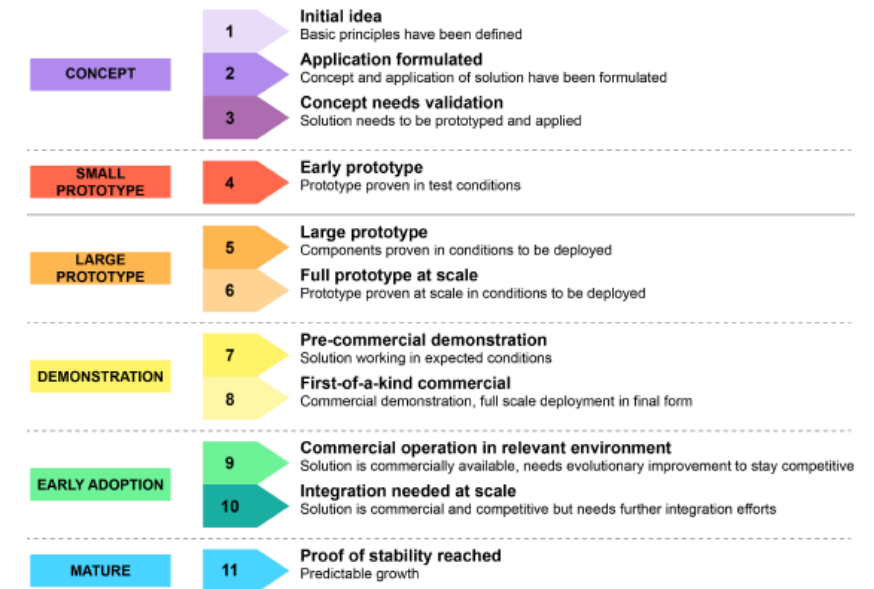 CONCEPT
1
Initial idea
Basic principles have been defined
2
Application formulated
Concept and application of solution have been formulated
3
Concept needs validation
Solution needs to be prototyped and applied
SMALL
PROTOTYPE
4
Early prototype
Prototype proven in test conditions
LARGE
PROTOTYPE
5
Large prototype
Components proven in conditions to be deployed
6
Full prototype at scale
Prototype proven at scale in conditions to be deployed
DEMONSTRATION
7
Pre-commercial demonstration
Solution working in expected conditions
8
First-of-a-kind commercial
Commercial demonstration, full scale deployment in final form
EARLY ADOPTION
9
Commercial operation in relevant environment
Solution is commercially available, needs evolutionary improvement to stay competitive
10
Integration needed at scale
Solution is commercial and competitive but needs further integration efforts
MATURE
11
Proof of stability reached
Predictable growth